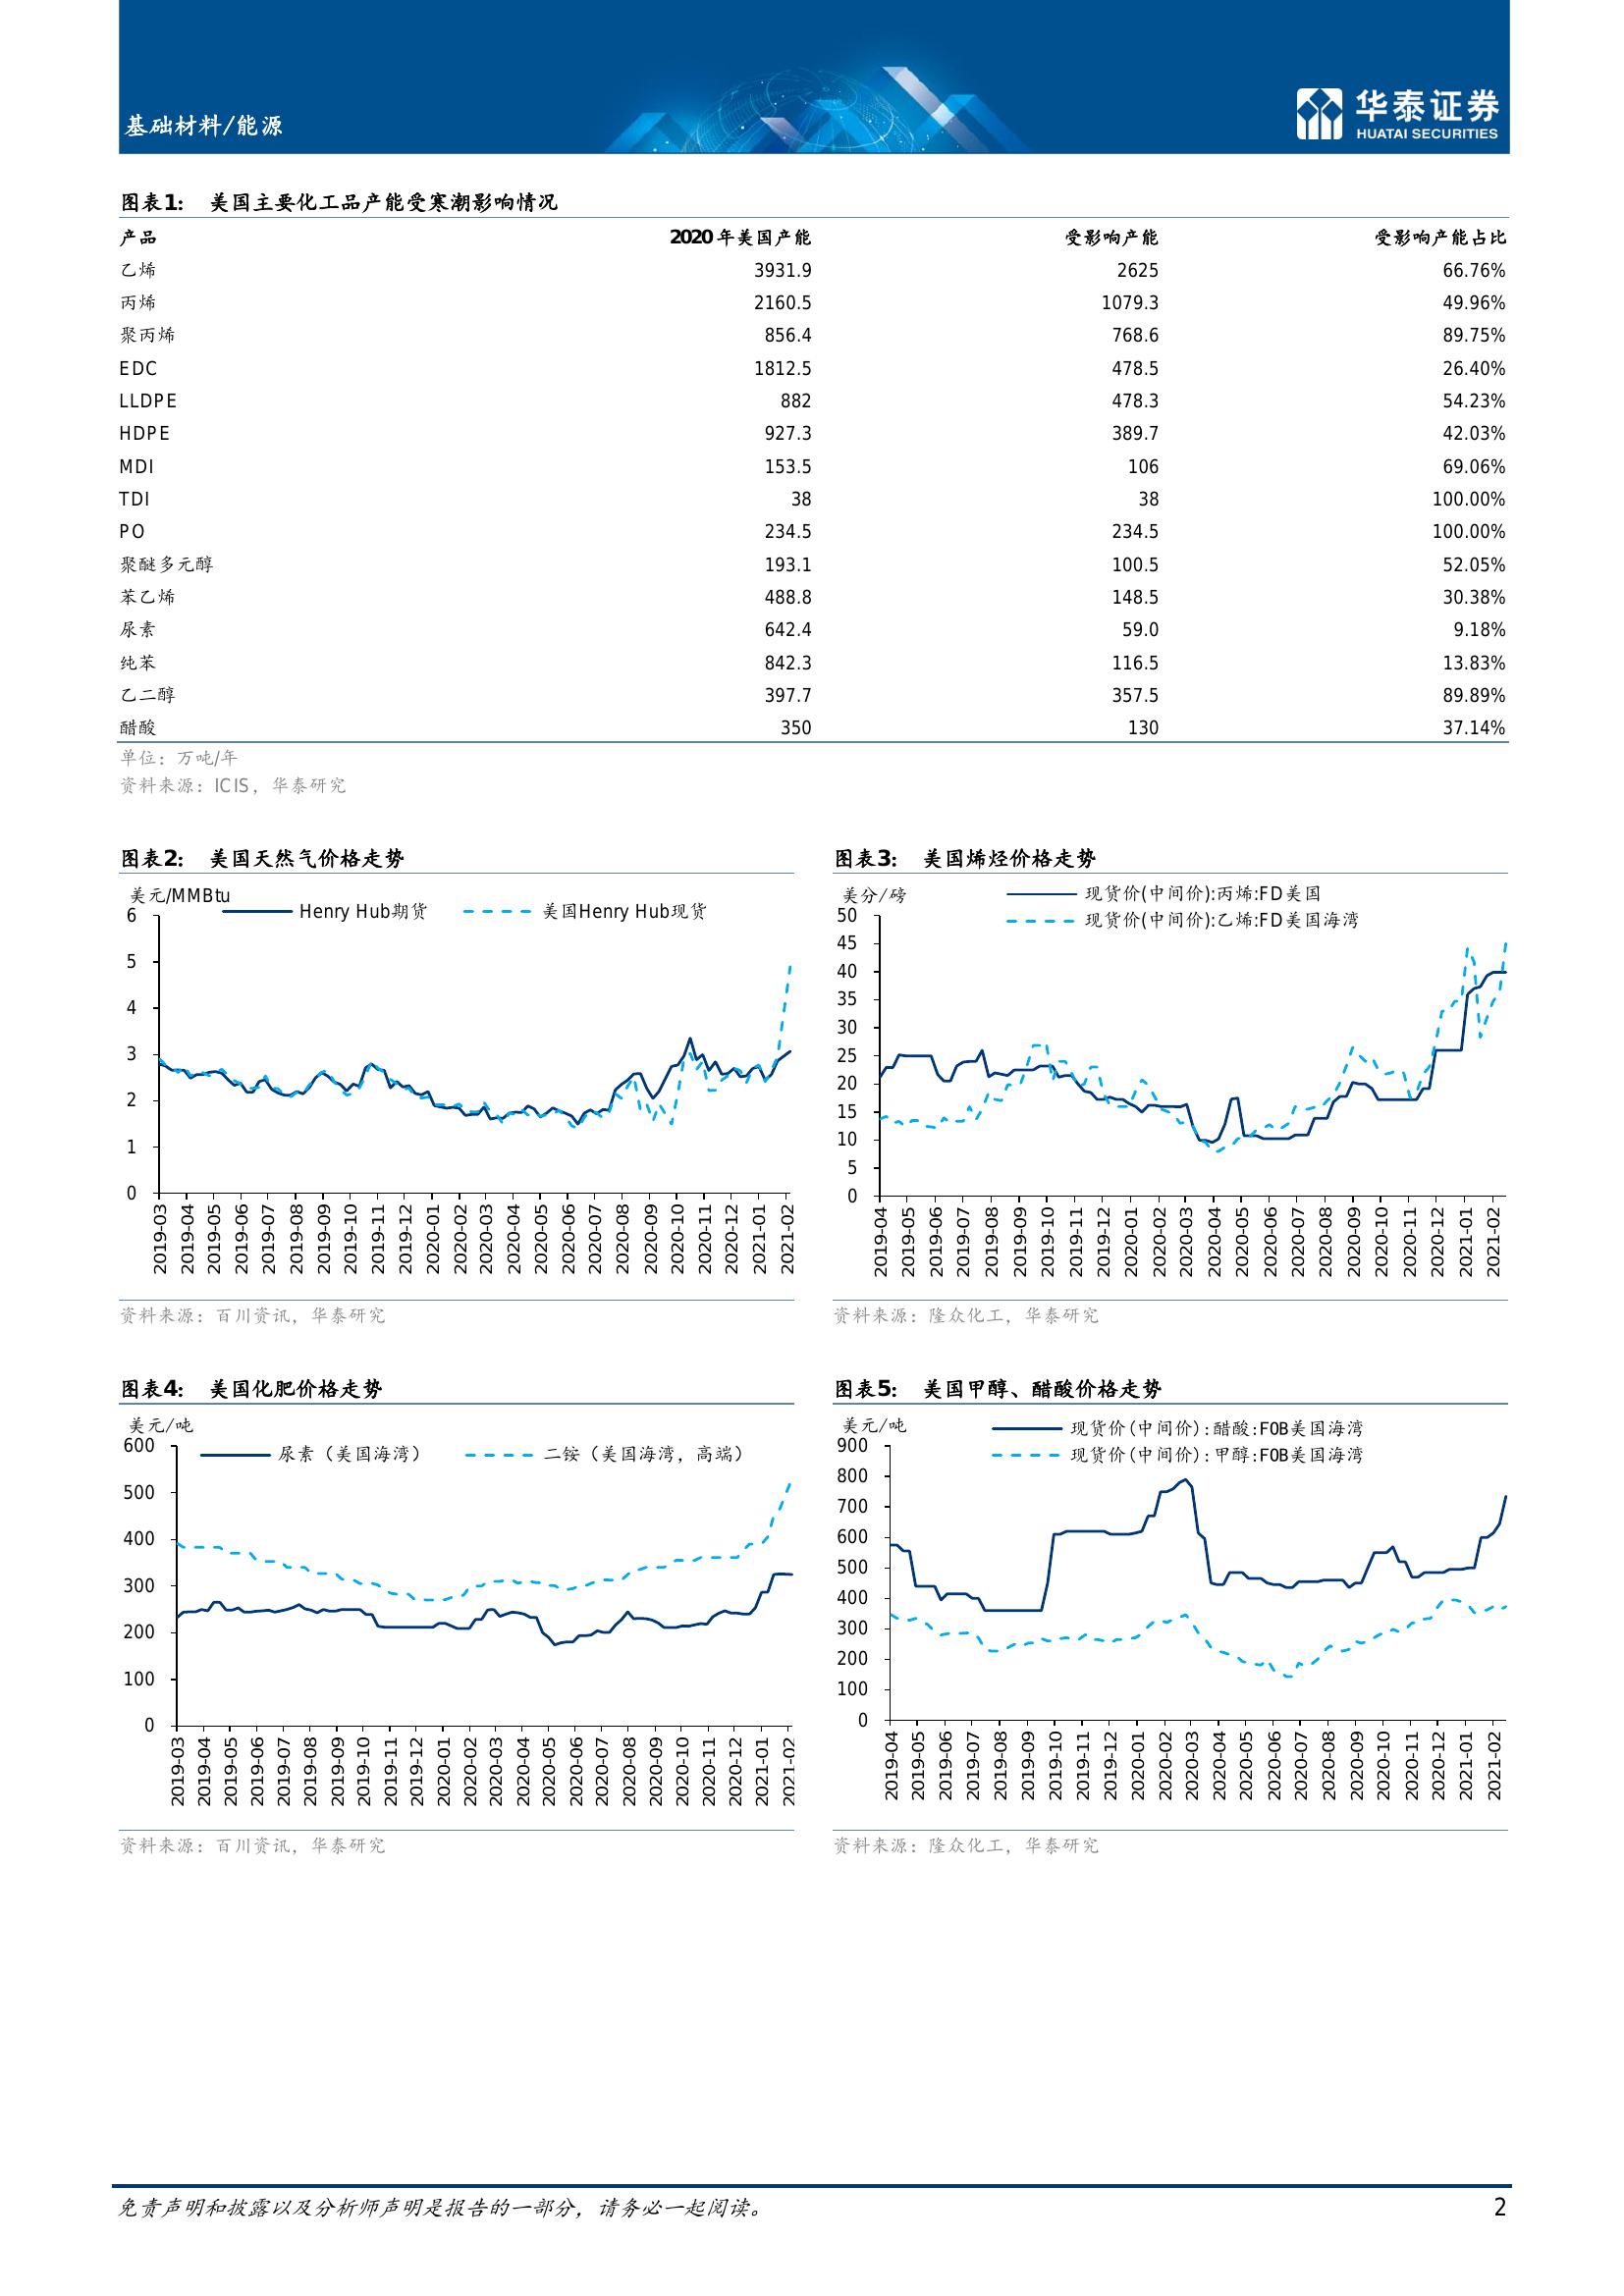 基础材料/能源
华泰证券
HUATAI SECURITIES
图表1: 美国主要化工品产能受寒潮影响情况
产品 2020 年美国产能 受影响产能 受影响产能占比
乙烯 3931.9 2625 66.76%
丙烯 2160.5 1079.3 49.96%
聚丙烯 856.4 768.6 89.75%
EDC 1812.5 478.5 26.40%
LLDPE 882 478.3 54.23%
HDPE 927.3 389.7 42.03%
MDI 153.5 106 69.06%
TDI 38 38 100.00%
PO 234.5 234.5 100.00%
聚醚多元醇 193.1 100.5 52.05%
苯乙烯 488.8 148.5 30.38%
尿素 642.4 59.0 9.18%
纯苯 842.3 116.5 13.83%
乙二醇 397.7 357.5 89.89%
醋酸 350 130 37.14%
单位：万吨/年
资料来源：ICIS，华泰研究
图表2: 美国天然气价格走势
美元/MMBtu
Henry Hub期货 美国Henry Hub现货
6
5
4
3
2
1
0
2019-03 2019-04 2019-05 2019-06 2019-07 2019-08 2019-09 2019-10 2019-11 2019-12 2020-01 2020-02 2020-03 2020-04 2020-05 2020-06 2020-07 2020-08 2020-09 2020-10 2020-11 2020-12 2021-01 2021-02
资料来源：百川资讯，华泰研究
图表3: 美国烯烃价格走势
美分/磅
现货价(中间价):丙烯:FD美国
现货价(中间价):乙烯:FD美国海湾
50
45
40
35
30
25
20
15
10
5
0
2019-04 2019-05 2019-06 2019-07 2019-08 2019-09 2019-10 2019-11 2019-12 2020-01 2020-02 2020-03 2020-04 2020-05 2020-06 2020-07 2020-08 2020-09 2020-10 2020-11 2020-12 2021-01 2021-02
资料来源：隆众化工，华泰研究
图表4: 美国化肥价格走势
美元/吨
尿素（美国海湾） 二铵（美国海湾，高端）
600
500
400
300
200
100
0
2019-03 2019-04 2019-05 2019-06 2019-07 2019-08 2019-09 2019-10 2019-11 2019-12 2020-01 2020-02 2020-03 2020-04 2020-05 2020-06 2020-07 2020-08 2020-09 2020-10 2020-11 2020-12 2021-01 2021-02
资料来源：百川资讯，华泰研究
图表5: 美国甲醇、醋酸价格走势
美元/吨
现货价(中间价):醋酸:FOB美国海湾
现货价(中间价):甲醇:FOB美国海湾
900
800
700
600
500
400
300
200
100
0
2019-04 2019-05 2019-06 2019-07 2019-08 2019-09 2019-10 2019-11 2019-12 2020-01 2020-02 2020-03 2020-04 2020-05 2020-06 2020-07 2020-08 2020-09 2020-10 2020-11 2020-12 2021-01 2021-02
资料来源：隆众化工，华泰研究
免责声明和披露以及分析师声明是报告的一部分，请务必一起阅读。 2